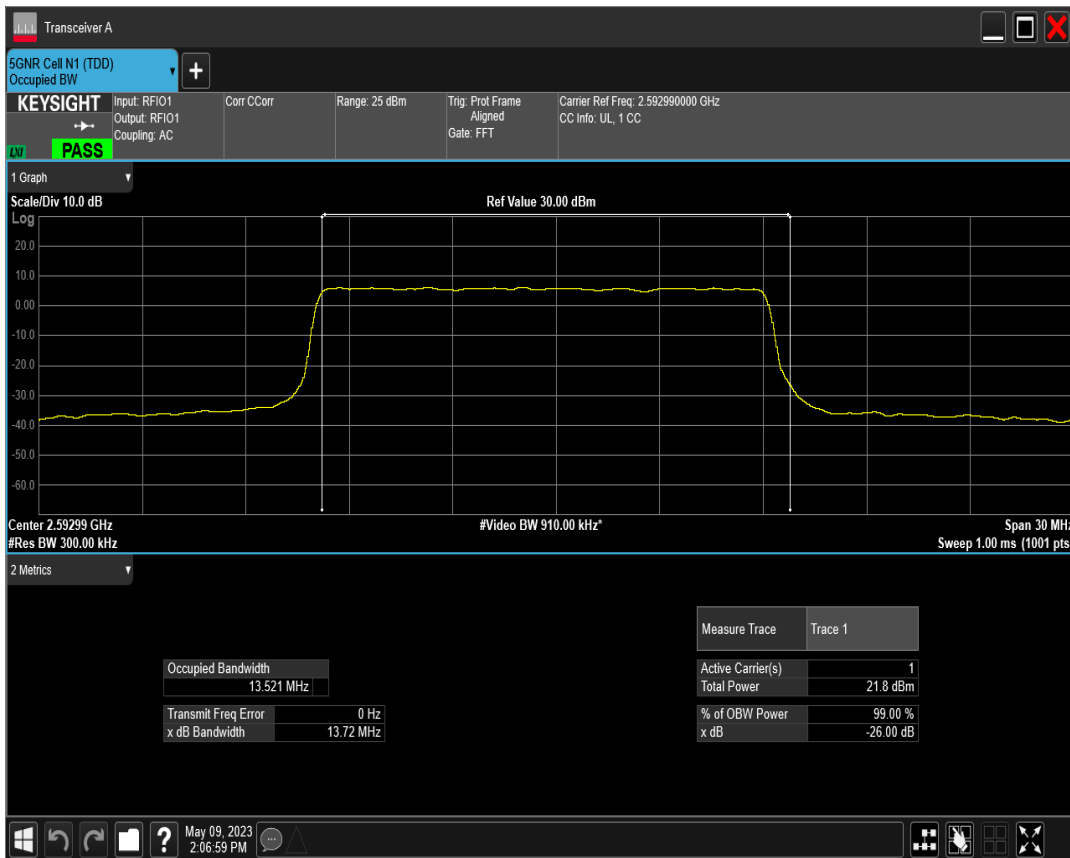 Transceiver A
5GNR Cell N1 (TDD)
Occupied BW
+
KEYSIGHT
LXI
PASS
Input: RFIO1
Output: RFIO1
Coupling: AC
Corr CCorr
Range: 25 dBm
Trig: Prot Frame
Aligned
Gate: FFT
Carrier Ref Freq: 2.592990000 GHz
CC Info: UL, 1 CC
1 Graph
Scale/Div 10.0 dB
Ref Value 30.00 dBm
Log
20.0
10.0
0.00
-10.0
-20.0
-30.0
-40.0
-50.0
-60.0
Center 2.59299 GHz
#Video BW 910.00 kHz*
Span 30 MHz
#Res BW 300.00 kHz
Sweep 1.00 ms (1001 pts
2 Metrics
Measure Trace Trace 1
Occupied Bandwidth
13.521 MHz
Active Carrier(s) 1
Total Power 21.8 dBm
Transmit Freq Error 0 Hz
x dB Bandwidth 13.72 MHz
% of OBW Power 99.00 %
x dB -26.00 dB
?
May 09, 2023
2:06:59 PM